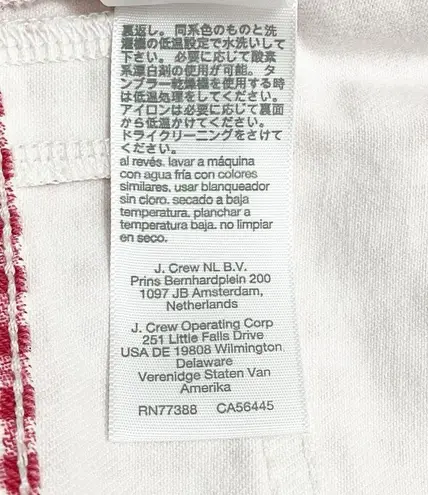 裏返し。同系色のものと洗
濯機の低温設定で水洗いして
下さい。必要に応じて酸素
系漂白剤の使用が可能。タ
ンブラー乾燥機を使用する時
は低温処理をしてください。
アイロンは必要に応じて裏面
から低温でかけてください。
ドライクリーニングをさけて
ください。
al revés. lavar a máquina
con agua fría con colores
similares. usar blanqueador
sin cloro. secado a baja
temperatura. planchar a
temperatura baja. no limpiar
en seco.
J. Crew NL B.V.
Prins Bernhardplein 200
1097 JB Amsterdam,
Netherlands
J. Crew Operating Corp
251 Little Falls Drive
USA DE 19808 Wilmington
Delaware
Verenidge Staten Van
Amerika
RN77388 CA56445